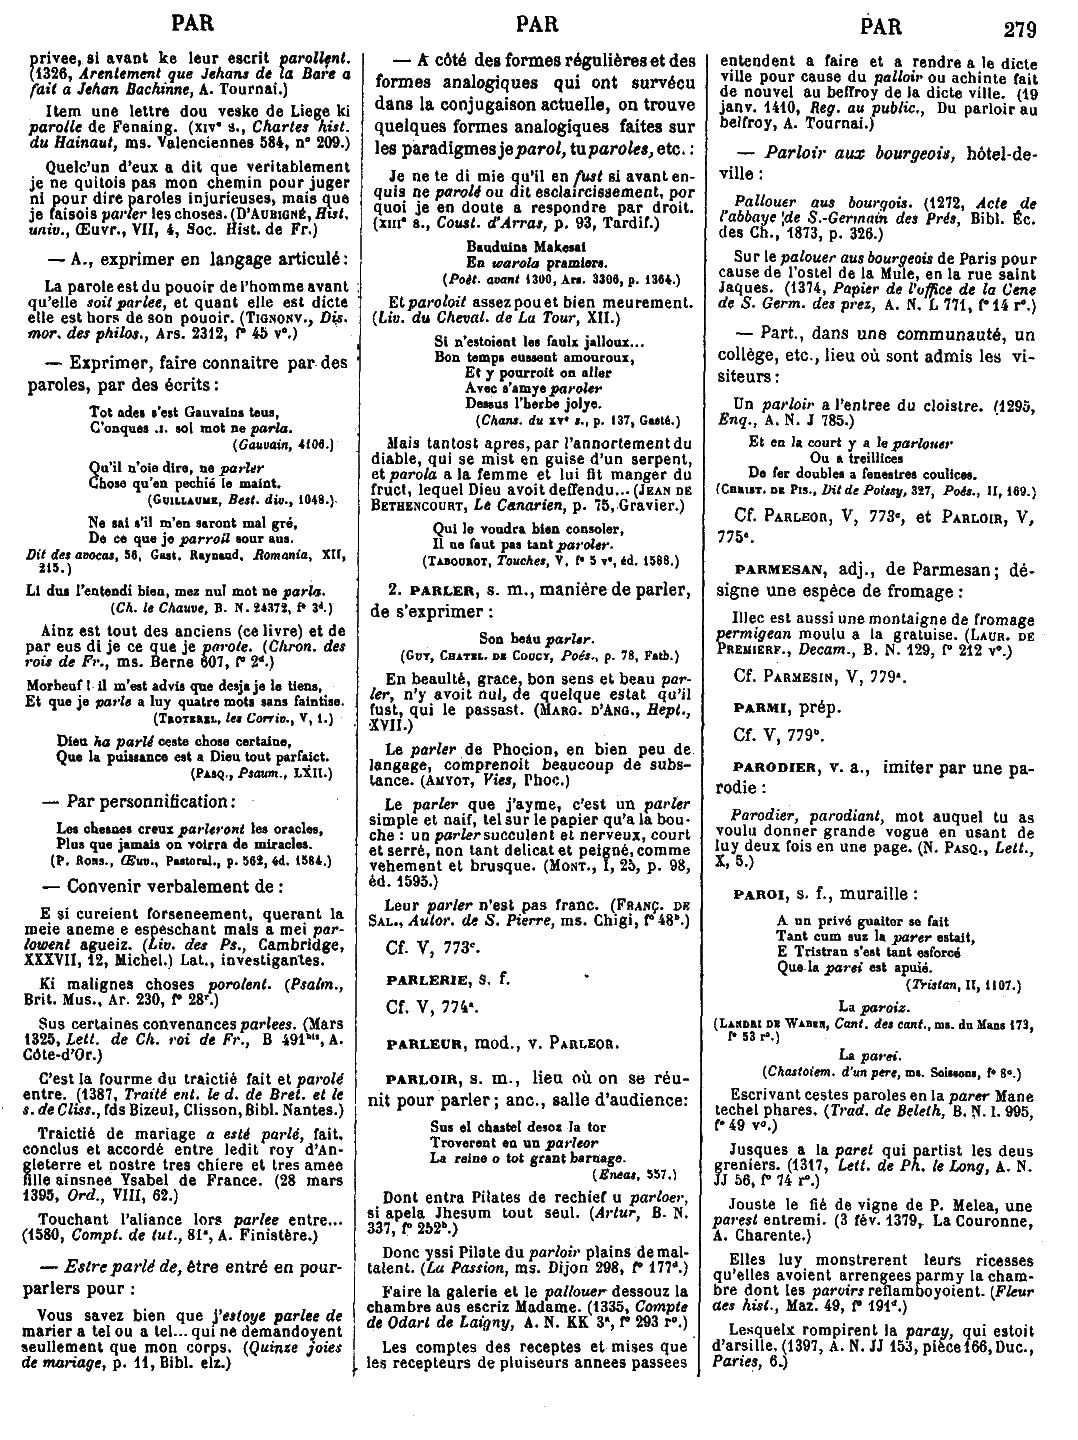 PAR
PAR
PAR
279
privee, si avant ke leur escrit parollent.
(1326, Arentement que Jehans de la Bare a
fait a Jehan Bachinne, A. Tournai.)
Item une lettre dou veske de Liege ki
parolle de Fenaing. (XIVe s., Chartes hist.
du Hainaut, ms. Valenciennes 584, n° 209.)
Quelc'un d'eux a dit que veritablement
je ne quitois pas mon chemin pour juger
ni pour dire paroles injurieuses, mais que
je faisois parler les choses. (D'AUBIGNÉ, Hist.
univ., Œuvr., VII, 4, Soc. Hist. de Fr.)
— A., exprimer en langage articulé :
La parole est du pouoir de l'homme avant
qu'elle soit parlee, et quant elle est dicte
elle est hors de son pouoir. (TIGNONV., Dis.
mor. des philos., Ars. 2312, f° 45 v°.)
— Exprimer, faire connaitre par des
paroles, par des écrits :
Tot ades s'est Gauvains teus,
C'onques .I. sol mot ne parla.
(Gauvain, 4106.)
Qu'il n'oie dire, ne parler
Chose qu'en pechié le maint.
(GUILLAUME, Best. div., 1048.)
Ne sai s'il m'en saront mal gré,
De ce que je parroil sour aus.
Dit des avocas, 56, Gast. Raynaud, Romania, XII,
215.)
Li dus l'entendi bien, mez nul mot ne parla.
(Ch. le Chauve, B. N. 24372, f° 3d.)
Ainz est tout des anciens (ce livre) et de
par eus di je ce que je parole. (Chron. des
rois de Fr., ms. Berne 607, f° 2d.)
Morbeuf ! il m'est advis que desja je le tiens,
Et que je parle a luy quatre mots sans faintise.
(TROTEREL, les Corriv., V, 1.)
Dieu ha parlé ceste chose certaine,
Que la puissance est a Dieu tout parfaict.
(PASQ., Psaum., LXII.)
— Par personnification :
Les chesnes creux parleront les oracles,
Plus que jamais on voirra de miracles.
(P. RONS., Œuv., Pastoral., p. 562, éd. 1584.)
— Convenir verbalement de :
E si cureient forseneement, querant la
meie aneme e espeschant mals a mei par-
lowent agueiz. (Liv. des Ps., Cambridge,
XXXVII, 12, Michel.) Lat., investigantes.
Ki malignes choses porolent. (Psalm.,
Brit. Mus., Ar. 230, f° 28r.)
Sus certaines convenances parlees. (Mars
1325, Lett. de Ch. roi de Fr., B 491bis, A.
Côte-d'Or.)
C'est la fourme du traictié fait et parolé
entre. (1387, Traité ent. le d. de Bret. et le
s. de Cliss., fds Bizeul, Clisson, Bibl. Nantes.)
Traictié de mariage a esté parlé, fait,
conclus et accordé entre ledit roy d'An-
gleterre et nostre tres chiere et tres amee
fille ainsnee Ysabel de France. (28 mars
1395, Ord., VIII, 62.)
Touchant l'aliance lors parlee entre...
(1580, Compt. de tut., 81a, A. Finistère.)
— Estre parlé de, être entré en pour-
parlers pour :
Vous savez bien que j'estoye parlee de
marier a tel ou a tel... qui ne demandoyent
seullement que mon corps. (Quinze joies
de mariage, p. 11, Bibl. elz.)
— A côté des formes régulières et des
formes analogiques qui ont survécu
dans la conjugaison actuelle, on trouve
quelques formes analogiques faites sur
les paradigmes je parol, tu paroles, etc. :
Je ne te di mie qu'il en fust si avant en-
quis ne parolé ou dit esclaircissement, por
quoi je en doute a respondre par droit.
(XIIIe s., Coust. d'Arras, p. 93, Tardif.)
Bauduins Makesai
En warola premiers.
(Poët. avant 1300, Ars. 3306, p. 1364.)
Et paroloit assez pou et bien meurement.
(Liv. du Cheval. de La Tour, XII.)
Si n'estoient les faulx jalloux...
Bon temps eussent amouroux,
Et y pourroit on aller
Avec s'amye paroler
Dessus l'herbe jolye.
(Chans. du XVe s., p. 137, Gasté.)
Mais tantost apres, par l'annortement du
diable, qui se mist en guise d'un serpent,
et parola a la femme et lui fit manger du
fruct, lequel Dieu avoit deffendu... (JEAN DE
BETHENCOURT, Le Canarien, p. 75, Gravier.)
Qui le voudra bien consoler,
Il ne faut pas tant paroler.
(TABOUROT, Touches, V, f° 5 v°, éd. 1588.)
2. PARLER, s. m., manière de parler,
de s'exprimer :
Son beau parler.
(GUY, CHATEL. DE COUCY, Poés., p. 78, Fath.)
En beaulté, grace, bon sens et beau par-
ler, n'y avoit nul, de quelque estat qu'il
fust, qui le passast. (MARG. D'ANG., Hept.,
XVII.)
Le parler de Phocion, en bien peu de
langage, comprenoit beaucoup de subs-
tance. (AMYOT, Vies, Phoc.)
Le parler que j'ayme, c'est un parler
simple et naif, tel sur le papier qu'a la bou-
che : un parler succulent et nerveux, court
et serré, non tant delicat et peigné, comme
vehement et brusque. (MONT., I, 25, p. 98,
éd. 1595.)
Leur parler n'est pas franc. (FRANÇ. DE
SAL., Autor. de S. Pierre, ms. Chigi, f° 48b.)
Cf. V, 773c.
PARLERIE, s. f.
Cf. V, 774a.
PARLEUR, mod., v. PARLEOR.
PARLOIR, s. m., lieu où on se réu-
nit pour parler ; anc., salle d'audience:
Sus el chastel desoz la tor
Troverent en un parleor
La reine o tot grant barnage.
(Eneas, 557.)
Dont entra Pilates de rechief u parloer,
si apela Jhesum tout seul. (Artur, B. N.
337, f° 252b.)
Donc yssi Pilate du parloir plains de mal-
talent. (La Passion, ms. Dijon 298, f° 177d.)
Faire la galerie et le pallouer dessouz la
chambre aus escriz Madame. (1335, Compte
de Odart de Laigny, A. N. KK 3a, f° 293 r°.)
Les comptes des receptes et mises que
les recepteurs de pluiseurs annees passees
entendent a faire et a rendre a le dicte
ville pour cause du palloir ou achinte fait
de nouvel au beffroy de la dicte ville. (19
janv. 1410, Reg. au public., Du parloir au
belfroy, A. Tournai.)
— Parloir aux bourgeois, hôtel-de-
ville :
Pallouer aus bourgois. (1272, Acte de
l'abbaye de S.-Germain des Prés, Bibl. Éc.
des Ch., 1873, p. 326.)
Sur le palouer aus bourgeois de Paris pour
cause de l'ostel de la Mule, en la rue saint
Jaques. (1374, Papier de l'office de la Cene
de S. Germ. des prez, A. N. L 771, f° 14 r°.)
— Part., dans une communauté, un
collège, etc., lieu où sont admis les vi-
siteurs :
Un parloir a l'entree du cloistre. (1295,
Enq., A. N. J 785.)
Et en la court y a le parlouer
Ou a treillices
De fer doubles a fenestres coulices.
(CHRIST. DE PIS., Dit de Poissy, 327, Poés., II, 169.)
Cf. PARLEOR, V, 773c, et PARLOIR, V,
775a.
PARMESAN, adj., de Parmesan ; dé-
signe une espèce de fromage :
Illec est aussi une montaigne de fromage
permigean moulu a la gratuise. (LAUR. DE
PREMIERF., Decam., B. N. 129, f° 212 v°.)
Cf. PARMESIN, V, 779a.
PARMI, prép.
Cf. V, 779b.
PARODIER, v. a., imiter par une pa-
rodie :
Parodier, parodiant, mot auquel tu as
voulu donner grande vogue en usant de
luy deux fois en une page. (N. PASQ., Lett.,
X, 5.)
PAROI, s. f., muraille :
A un privé guaiter se fait
Tant cum suz la parer estait,
E Tristran s'est tant esforcé
Que la parei est apuié.
(Tristan, II, 1107.)
La paroiz.
(LANDRI DE WABEN, Cant. des cant., ms. du Mans 173,
f° 53 r°.)
La parei.
(Chastoiem. d'un pere, ms. Soissons, f° 8c.)
Escrivant cestes paroles en la parer Mane
techel phares. (Trad. de Beleth, B. N. l. 995,
f° 49 v°.)
Jusques a la paret qui partist les deus
greniers. (1317, Lett. de Ph. le Long, A. N.
JJ 56, f° 74 r°.)
Jouste le fié de vigne de P. Melea, une
parest entremi. (3 fév. 1379, La Couronne,
A. Charente.)
Elles luy monstrerent leurs ricesses
qu'elles avoient arrengees parmy la cham-
bre dont les paroirs reflamboyoient. (Fleur
des hist., Maz. 49, f° 191d.)
Lesqueix rompirent la paray, qui estoit
d'arsille. (1397, A. N. JJ 153, pièce 166, Duc.,
Paries, 6.)